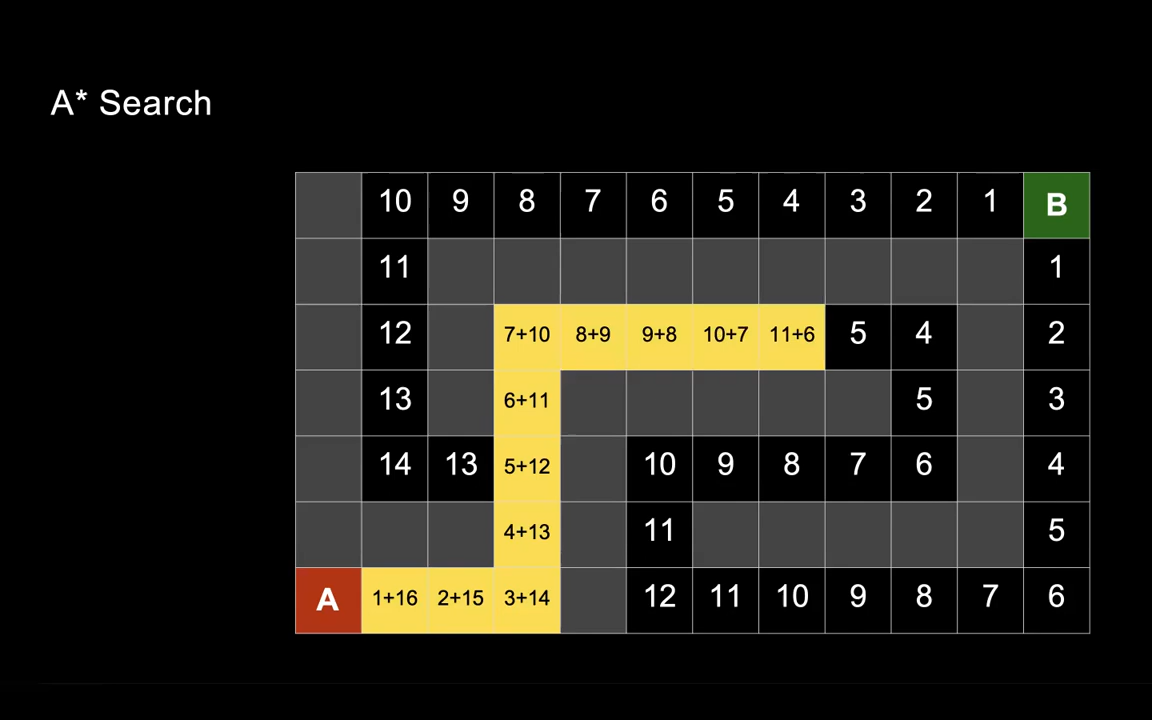 A* Search
10 9 8 7 6 5 4 3 2 1 B
11 1
12 7+10 8+9 9+8 10+7 11+6 5 4 2
13 6+11 5 3
14 13 5+12 10 9 8 7 6 4
4+13 11 5
A 1+16 2+15 3+14 12 11 10 9 8 7 6